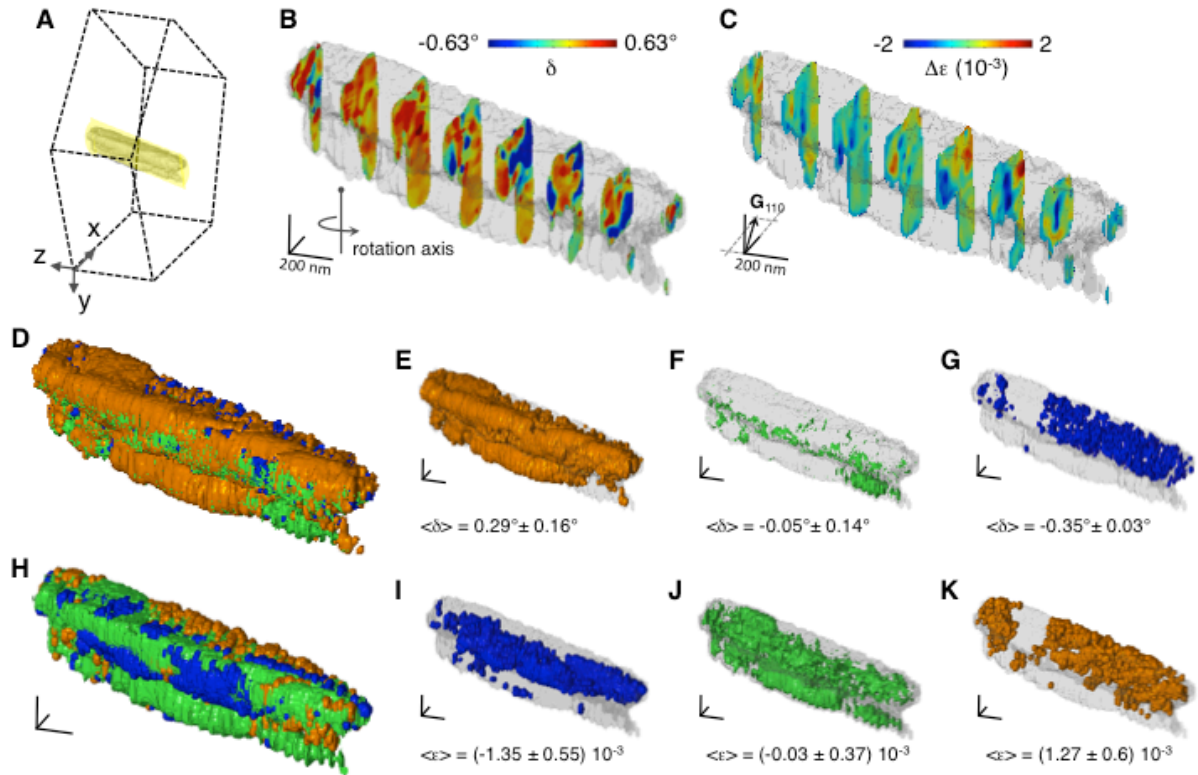 A
z
x
y
B
-0.63° 0.63°
δ
rotation axis
200 nm
C
-2 2
Δε (10⁻³)
G₁₁₀
200 nm
D
E
<δ> = 0.29°± 0.16°
F
<δ> = -0.05°± 0.14°
G
<δ> = -0.35°± 0.03°
H
I
<ε> = (-1.35 ± 0.55) 10⁻³
J
<ε> = (-0.03 ± 0.37) 10⁻³
K
<ε> = (1.27 ± 0.6) 10⁻³